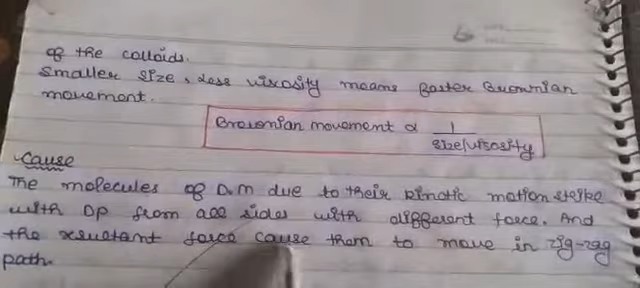 6
of the colloids.
Smaller size, less viscosity means faster Brownian
movement.
Brownian movement ∝ 1/size/viscosity
Cause
The molecules of D.M due to their kinetic motion strike
with DP from all sides with different force. And
the resultant force cause them to move in zig-zag
path.